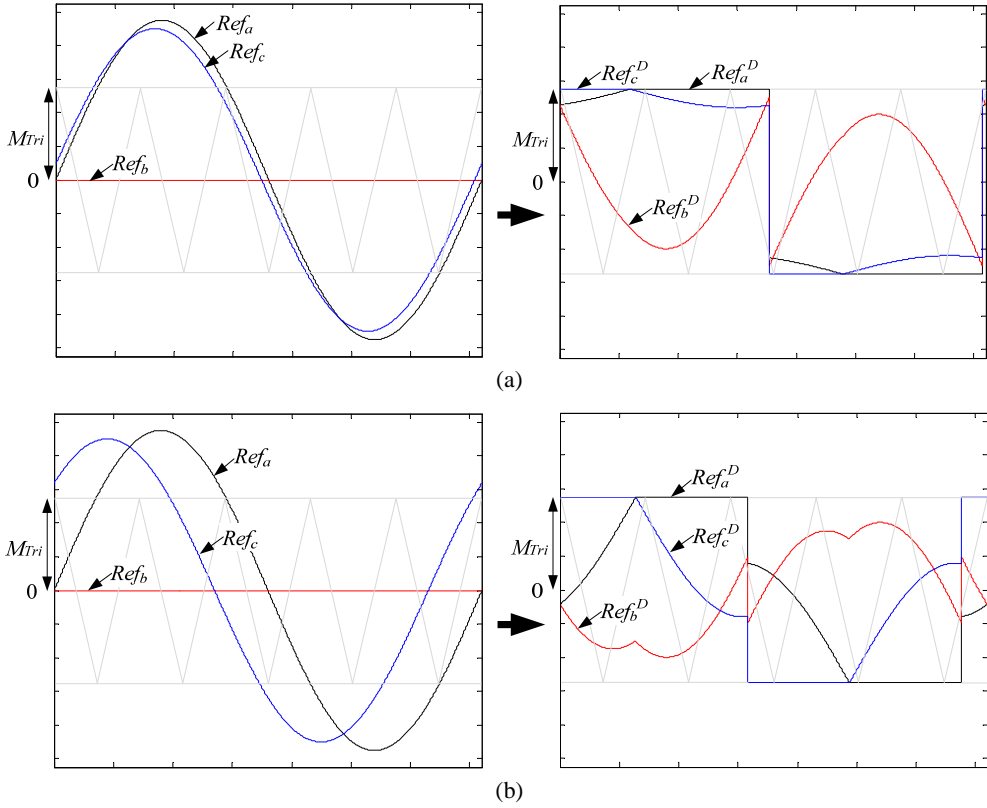 Ref_a
Ref_c
M_Tri
Ref_b
0
Ref_c^D
Ref_a^D
M_Tri
0
Ref_b^D
(a)
Ref_a
Ref_c
M_Tri
Ref_b
0
Ref_a^D
Ref_c^D
M_Tri
0
Ref_b^D
(b)